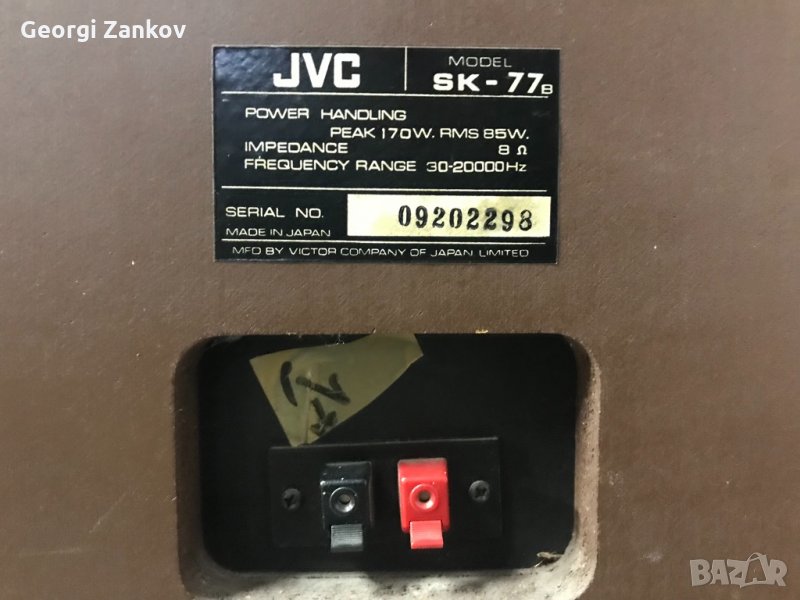 Georgi Zankov
JVC
MODEL
SK-77B
POWER HANDLING
PEAK 170W. RMS 85W.
IMPEDANCE 8 Ω
FREQUENCY RANGE 30-20000Hz
SERIAL NO. 09202298
MADE IN JAPAN
MFD BY VICTOR COMPANY OF JAPAN, LIMITED
BAZAR